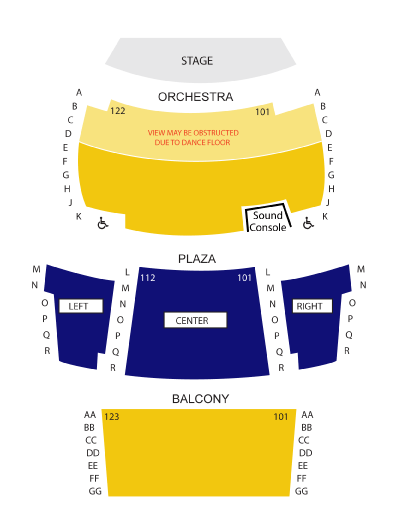 STAGE
ORCHESTRA
A
B
C
D
E
F
G
H
J
K
122
101
VIEW MAY BE OBSTRUCTED
DUE TO DANCE FLOOR
A
B
C
D
E
F
G
H
J
K
Sound
Console
PLAZA
M
N
O
P
Q
R
LEFT
L
M
N
O
P
Q
R
112
101
CENTER
L
M
N
O
P
Q
R
RIGHT
M
N
O
P
Q
R
BALCONY
AA
BB
CC
DD
EE
FF
GG
123
101
AA
BB
CC
DD
EE
FF
GG